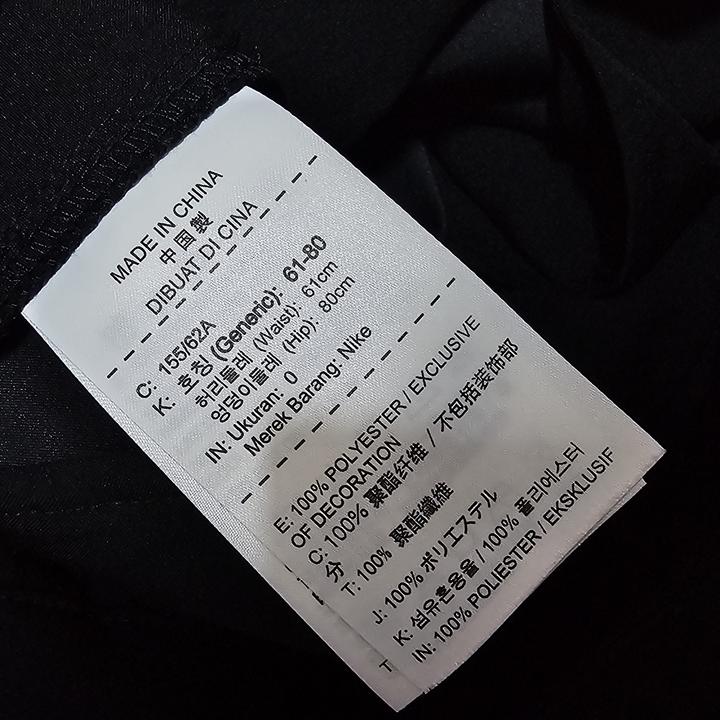 MADE IN CHINA
中国製
DIBUAT DI CINA
C: 155/62A
K: 호칭 (Generic): 61-80
허리둘레 (Waist): 61cm
엉덩이둘레 (Hip): 80cm
IN: Ukuran: 0
Merek Barang: Nike
E: 100% POLYESTER / EXCLUSIVE
OF DECORATION
C: 100% 聚酯纤维 / 不包括装饰部
分
T: 100% 聚酯纖維
J: 100% ポリエステル
K: 섬유혼용율 / 100% 폴리에스터
IN: 100% POLIESTER / EKSKLUSIF